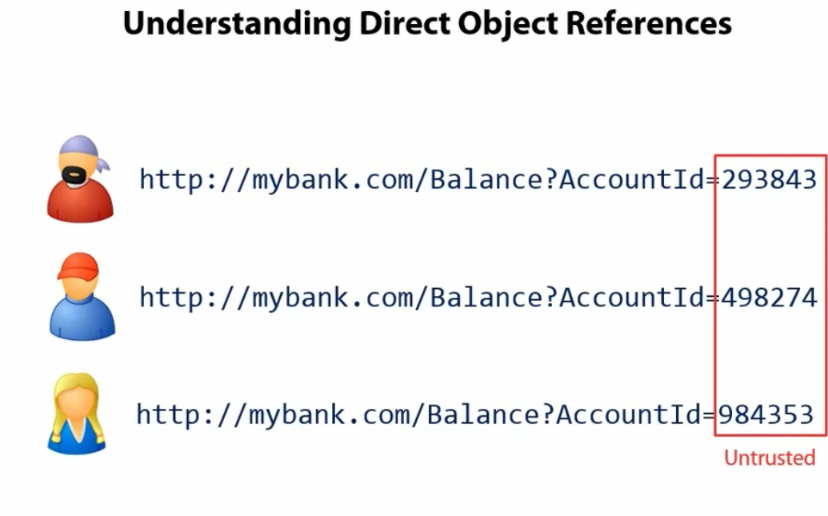 Understanding Direct Object References
http://mybank.com/Balance?AccountId=293843
http://mybank.com/Balance?AccountId=498274
http://mybank.com/Balance?AccountId=984353
Untrusted